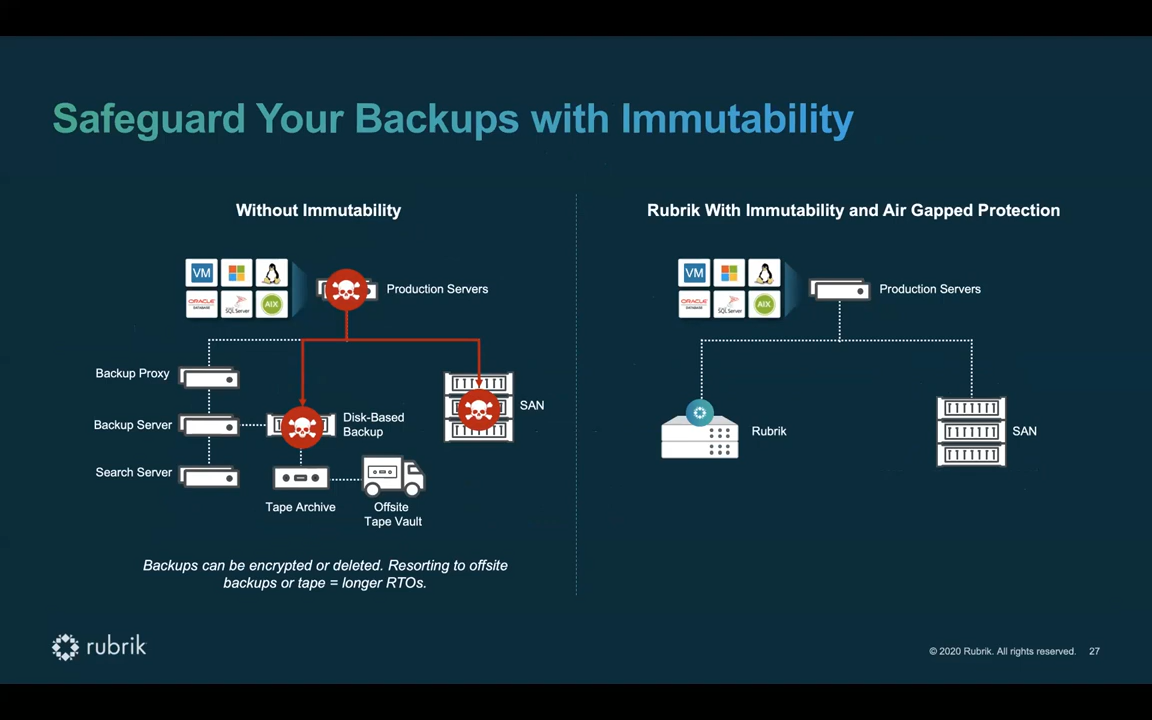 Safeguard Your Backups with Immutability
Without Immutability
VM
ORACLE
DATABASE
SQL Server
AIX
Production Servers
Backup Proxy
Backup Server
Search Server
Disk-Based
Backup
SAN
Tape Archive
Offsite
Tape Vault
Backups can be encrypted or deleted. Resorting to offsite
backups or tape = longer RTOs.
Rubrik With Immutability and Air Gapped Protection
VM
ORACLE
DATABASE
SQL Server
AIX
Production Servers
Rubrik
SAN
rubrik
© 2020 Rubrik. All rights reserved. 27